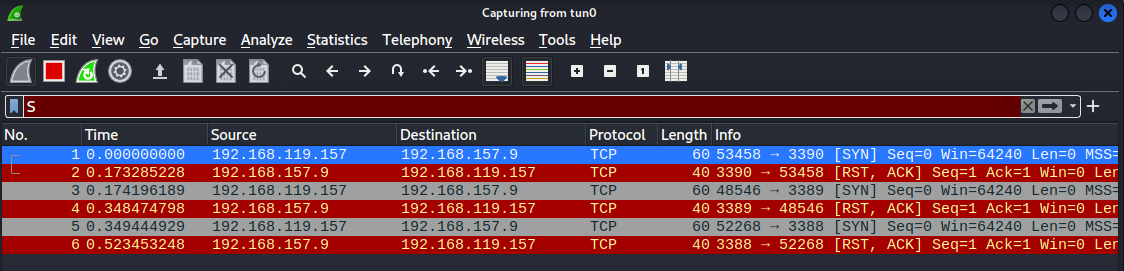 Capturing from tun0
File Edit View Go Capture Analyze Statistics Telephony Wireless Tools Help
S
No. Time Source Destination Protocol Length Info
1 0.000000000 192.168.119.157 192.168.157.9 TCP 60 53458 → 3390 [SYN] Seq=0 Win=64240 Len=0 MSS=
2 0.173285228 192.168.157.9 192.168.119.157 TCP 40 3390 → 53458 [RST, ACK] Seq=1 Ack=1 Win=0 Len
3 0.174196189 192.168.119.157 192.168.157.9 TCP 60 48546 → 3389 [SYN] Seq=0 Win=64240 Len=0 MSS=
4 0.348474798 192.168.157.9 192.168.119.157 TCP 40 3389 → 48546 [RST, ACK] Seq=1 Ack=1 Win=0 Len
5 0.349444929 192.168.119.157 192.168.157.9 TCP 60 52268 → 3388 [SYN] Seq=0 Win=64240 Len=0 MSS=
6 0.523453248 192.168.157.9 192.168.119.157 TCP 40 3388 → 52268 [RST, ACK] Seq=1 Ack=1 Win=0 Len